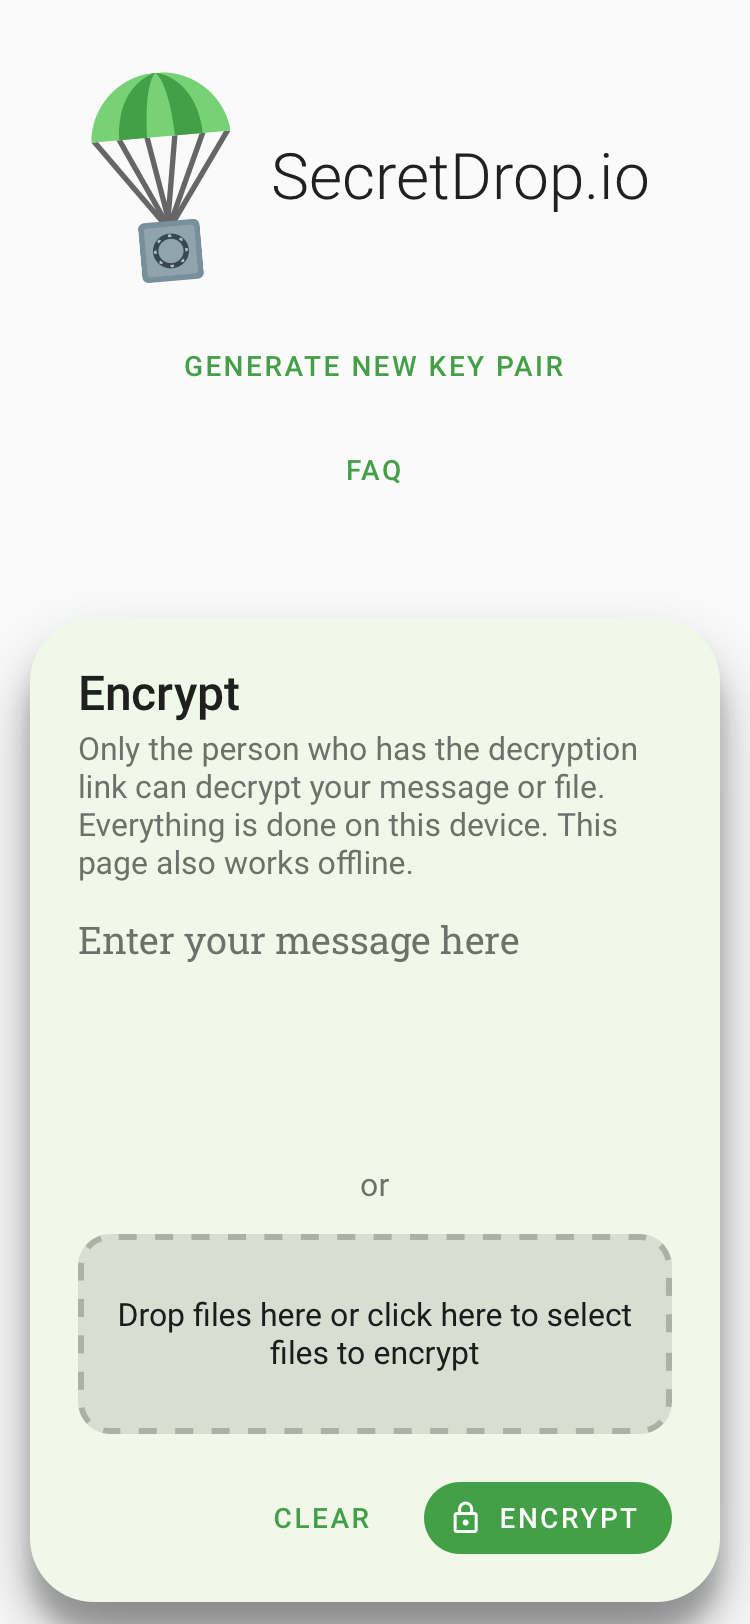 SecretDrop.io
GENERATE NEW KEY PAIR
FAQ
Encrypt
Only the person who has the decryption
link can decrypt your message or file.
Everything is done on this device. This
page also works offline.
Enter your message here
or
Drop files here or click here to select
files to encrypt
CLEAR
ENCRYPT